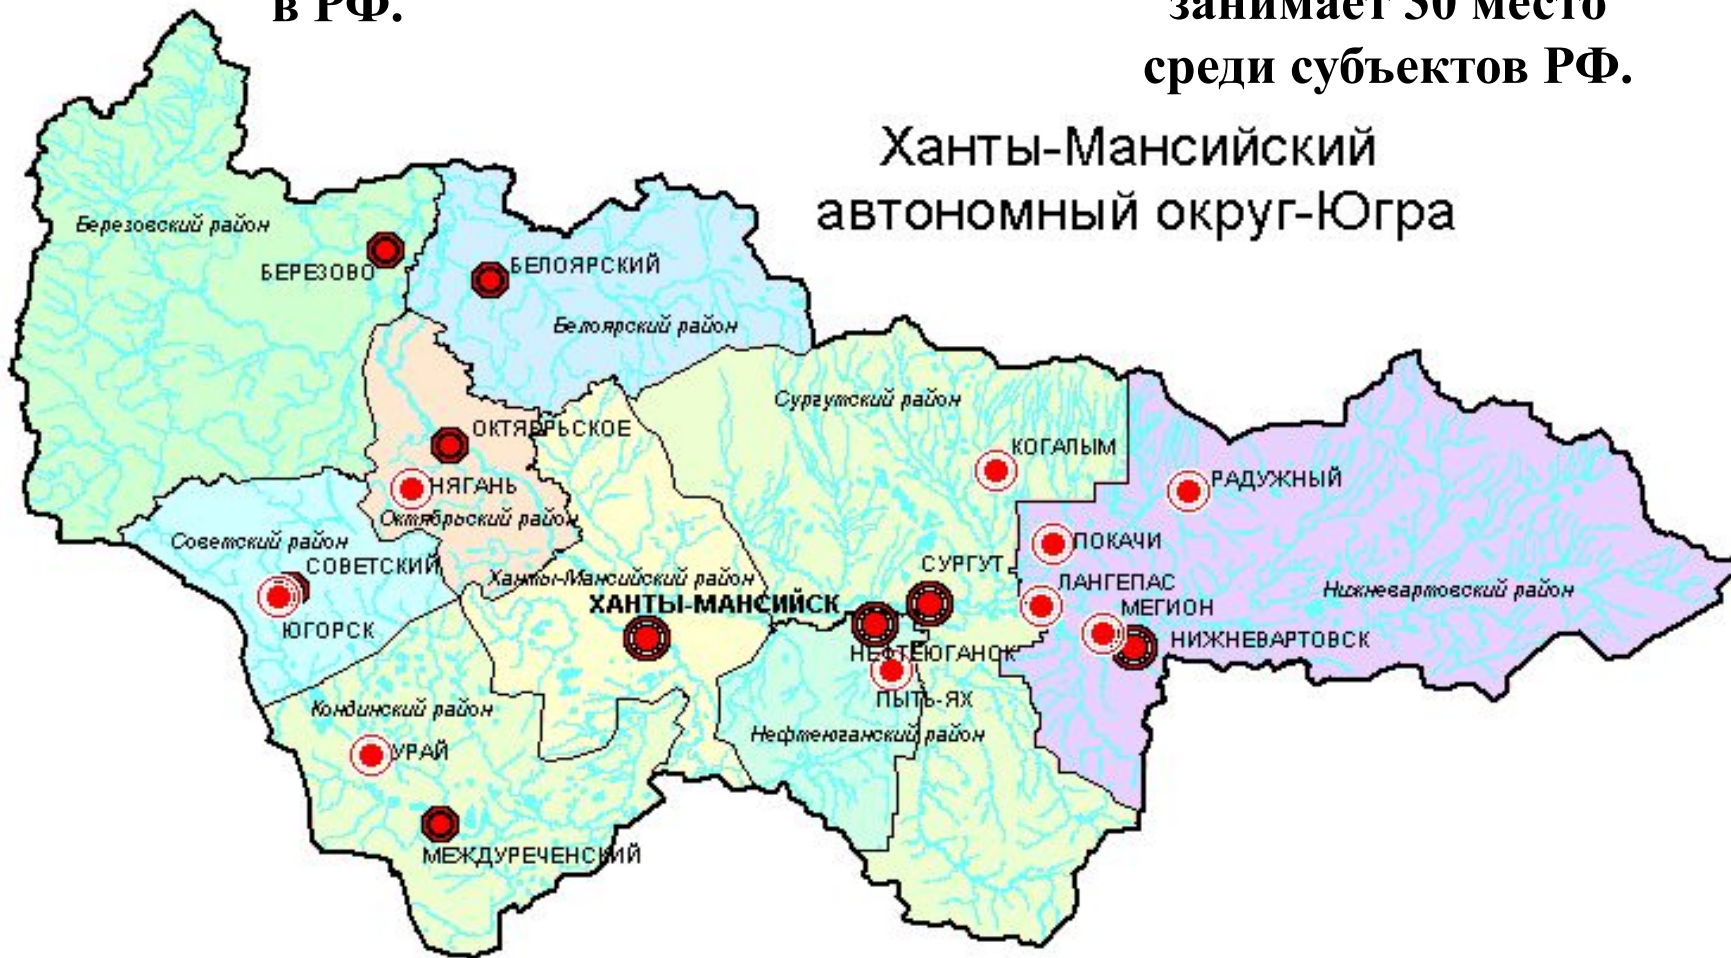 в РФ.
занимает 30 место
среди субъектов РФ.
Ханты-Мансийский
автономный округ-Югра
Березовский район
БЕРЕЗОВО
БЕЛОЯРСКИЙ
Белоярский район
Сургутский район
ОКТЯБРЬСКОЕ
КОГАЛЫМ
РАДУЖНЫЙ
НЯГАНЬ
Октябрьский район
Советский район
ПОКАЧИ
СОВЕТСКИЙ
СУРГУТ
Ханты-Мансийский район
ЛАНГЕПАС
Нижневартовский район
ХАНТЫ-МАНСИЙСК
МЕГИОН
ЮГОРСК
НИЖНЕВАРТОВСК
НЕФТЕЮГАНСК
ПЫТЬ-ЯХ
Кондинский район
Нефтеюганский район
УРАЙ
МЕЖДУРЕЧЕНСКИЙ